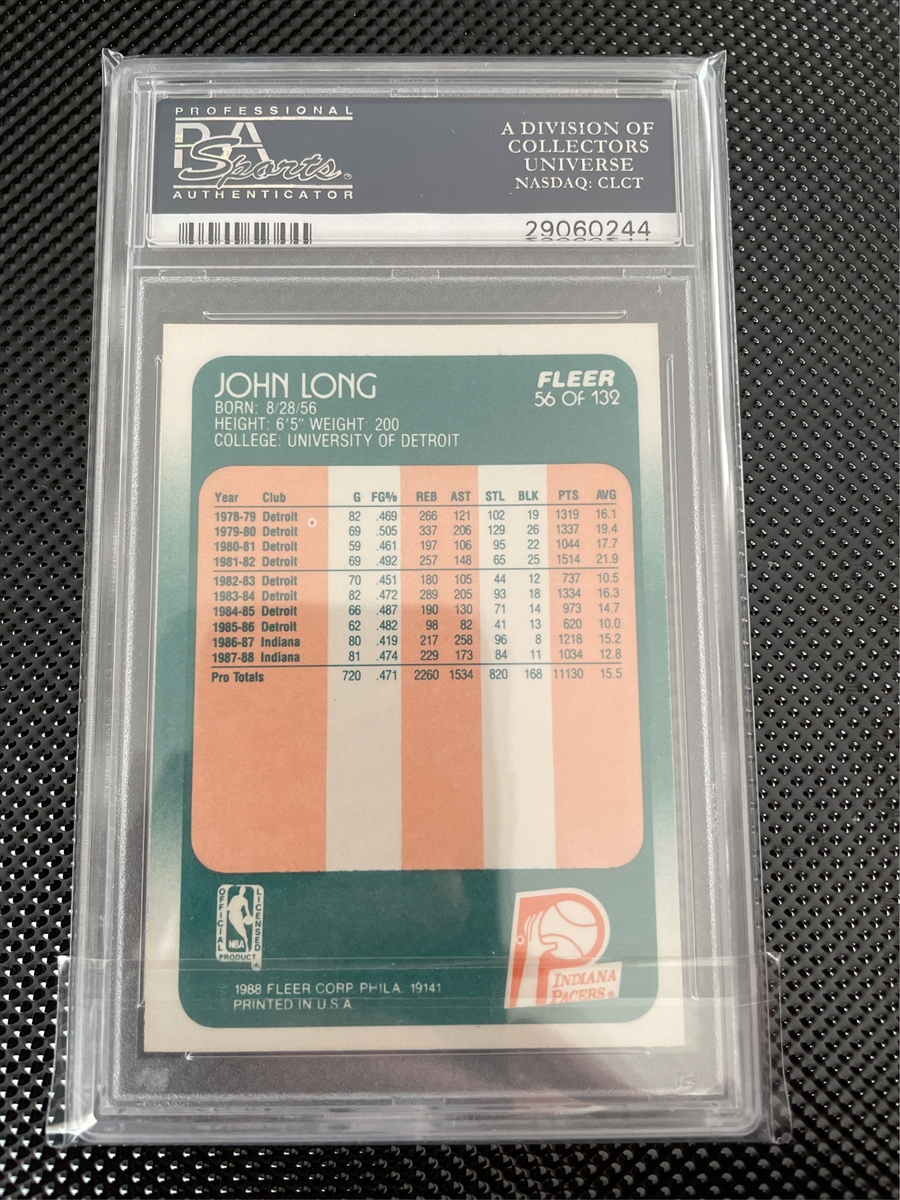 PROFESSIONAL
PSA
Sports
AUTHENTICATOR
A DIVISION OF
COLLECTORS
UNIVERSE
NASDAQ: CLCT
29060244
JOHN LONG
BORN: 8/28/56
HEIGHT: 6'5" WEIGHT: 200
COLLEGE: UNIVERSITY OF DETROIT
FLEER
56 OF 132
Year Club G FG% REB AST STL BLK PTS AVG
1978-79 Detroit 82 .469 266 121 102 19 1319 16.1
1979-80 Detroit 69 .505 337 206 129 26 1337 19.4
1980-81 Detroit 59 .461 197 106 95 22 1044 17.7
1981-82 Detroit 69 .492 257 148 65 25 1514 21.9
1982-83 Detroit 70 .451 180 105 44 12 737 10.5
1983-84 Detroit 82 .472 289 205 93 18 1334 16.3
1984-85 Detroit 66 .487 190 130 71 14 973 14.7
1985-86 Detroit 62 .482 98 82 41 13 620 10.0
1986-87 Indiana 80 .419 217 258 96 8 1218 15.2
1987-88 Indiana 81 .474 229 173 84 11 1034 12.8
Pro Totals 720 .471 2260 1534 820 168 11130 15.5
OFFICIAL
LICENSED
NBA
PRODUCT
INDIANA
PACERS
1988 FLEER CORP. PHILA. 19141
PRINTED IN U.S.A.